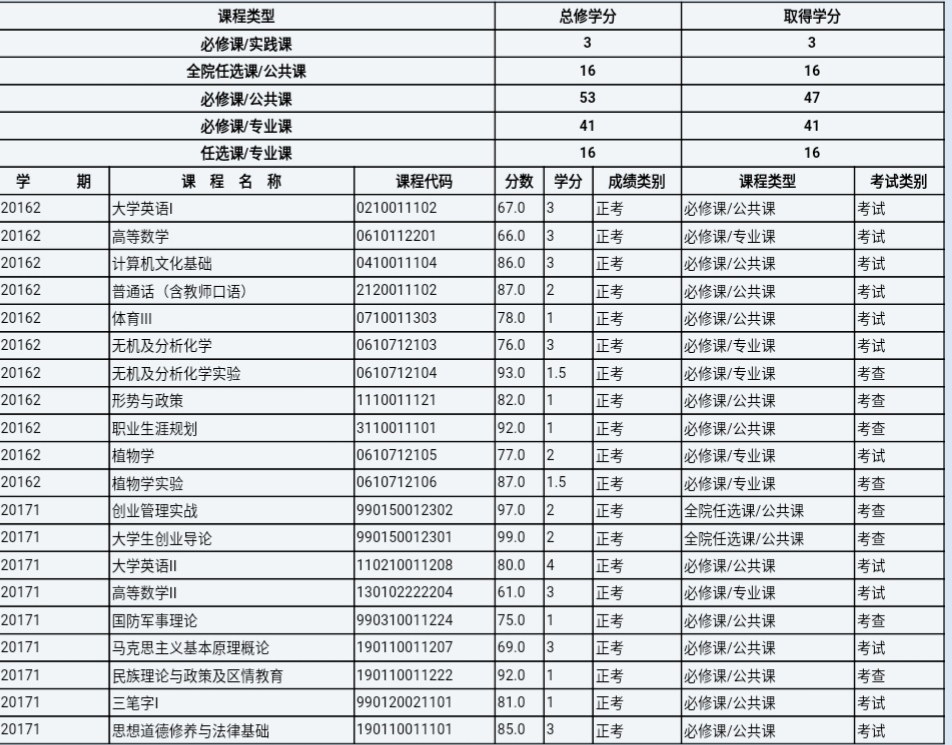 课程类型 总修学分 取得学分
必修课/实践课 3 3
全院任选课/公共课 16 16
必修课/公共课 53 47
必修课/专业课 41 41
任选课/专业课 16 16
学 期 课 程 名 称 课程代码 分数 学分 成绩类别 课程类型 考试类别
20162 大学英语I 0210011102 67.0 3 正考 必修课/公共课 考试
20162 高等数学 0610112201 66.0 3 正考 必修课/专业课 考试
20162 计算机文化基础 0410011104 86.0 3 正考 必修课/公共课 考试
20162 普通话（含教师口语） 2120011102 87.0 2 正考 必修课/公共课 考试
20162 体育III 0710011303 78.0 1 正考 必修课/公共课 考试
20162 无机及分析化学 0610712103 76.0 3 正考 必修课/专业课 考试
20162 无机及分析化学实验 0610712104 93.0 1.5 正考 必修课/专业课 考查
20162 形势与政策 1110011121 82.0 1 正考 必修课/公共课 考查
20162 职业生涯规划 3110011101 92.0 1 正考 必修课/公共课 考查
20162 植物学 0610712105 77.0 2 正考 必修课/专业课 考试
20162 植物学实验 0610712106 87.0 1.5 正考 必修课/专业课 考查
20171 创业管理实战 990150012302 97.0 2 正考 全院任选课/公共课 考查
20171 大学生创业导论 990150012301 99.0 2 正考 全院任选课/公共课 考查
20171 大学英语II 110210011208 80.0 4 正考 必修课/公共课 考试
20171 高等数学II 130102222204 61.0 3 正考 必修课/专业课 考试
20171 国防军事理论 990310011224 75.0 1 正考 必修课/公共课 考查
20171 马克思主义基本原理概论 190110011207 69.0 3 正考 必修课/公共课 考试
20171 民族理论与政策及区情教育 190110011222 92.0 1 正考 必修课/公共课 考查
20171 三笔字I 990120021101 81.0 1 正考 必修课/公共课 考试
20171 思想道德修养与法律基础 190110011101 85.0 3 正考 必修课/公共课 考试